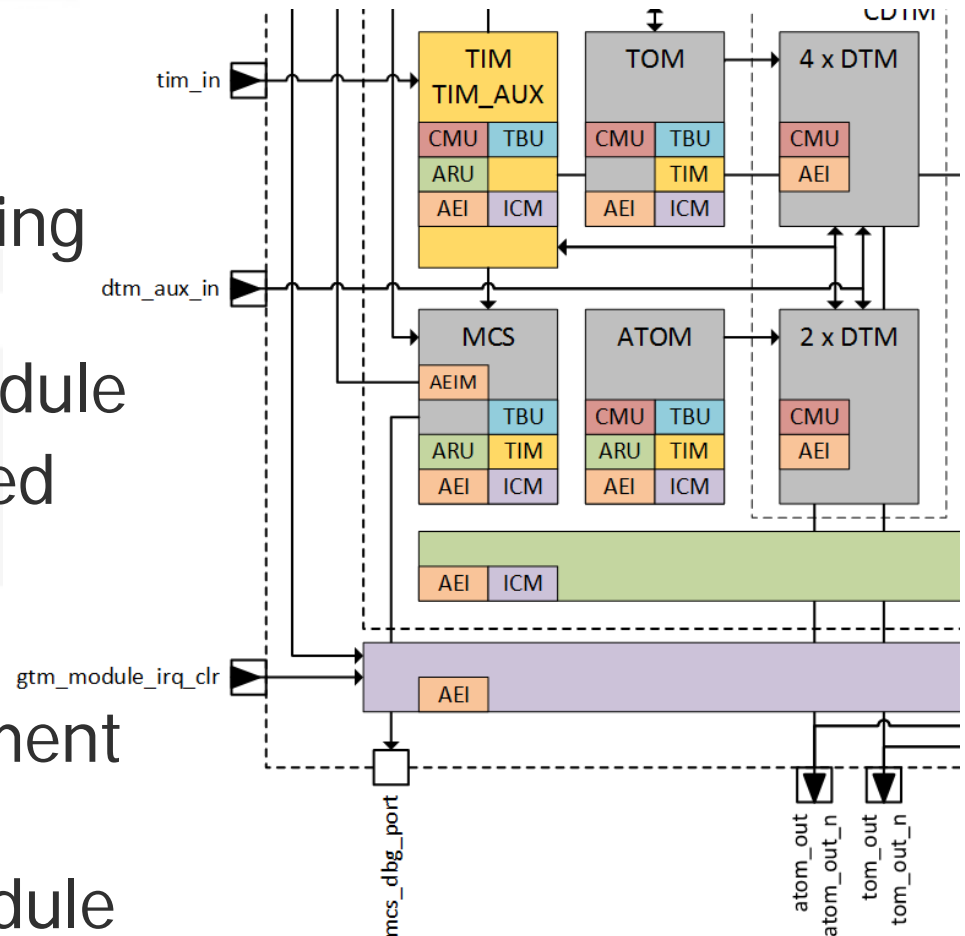 CDTM
TIM
TIM_AUX
TOM
4 x DTM
tim_in
CMU TBU
CMU TBU
CMU
ARU
TIM
AEI
AEI ICM
AEI ICM
ing
dtm_aux_in
MCS
ATOM
2 x DTM
dule
AEIM
TBU
CMU TBU
CMU
ARU TIM
ARU TIM
AEI
ed
AEI ICM
AEI ICM
AEI ICM
gtm_module_irq_clr
AEI
nent
mcs_dbg_port
atom_out
atom_out_n
tom_out
tom_out_n
dule